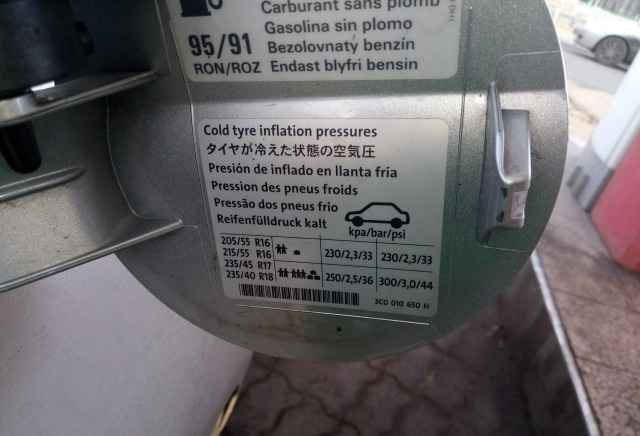 Carburant sans plomb
Gasolina sin plomo
95/91 Bezolovnatý benzín
RON/ROZ Endast blyfri bensin
Cold tyre inflation pressures
タイヤが冷えた状態の空気圧
Presión de inflado en llanta fría
Pression des pneus froids
Pressão dos pneus frio
Reifenfülldruck kalt
kpa/bar/psi
205/55 R16
215/55 R16 230/2,3/33 230/2,3/33
235/45 R17
235/40 R18 250/2,5/36 300/3,0/44
3C0 010 650 H